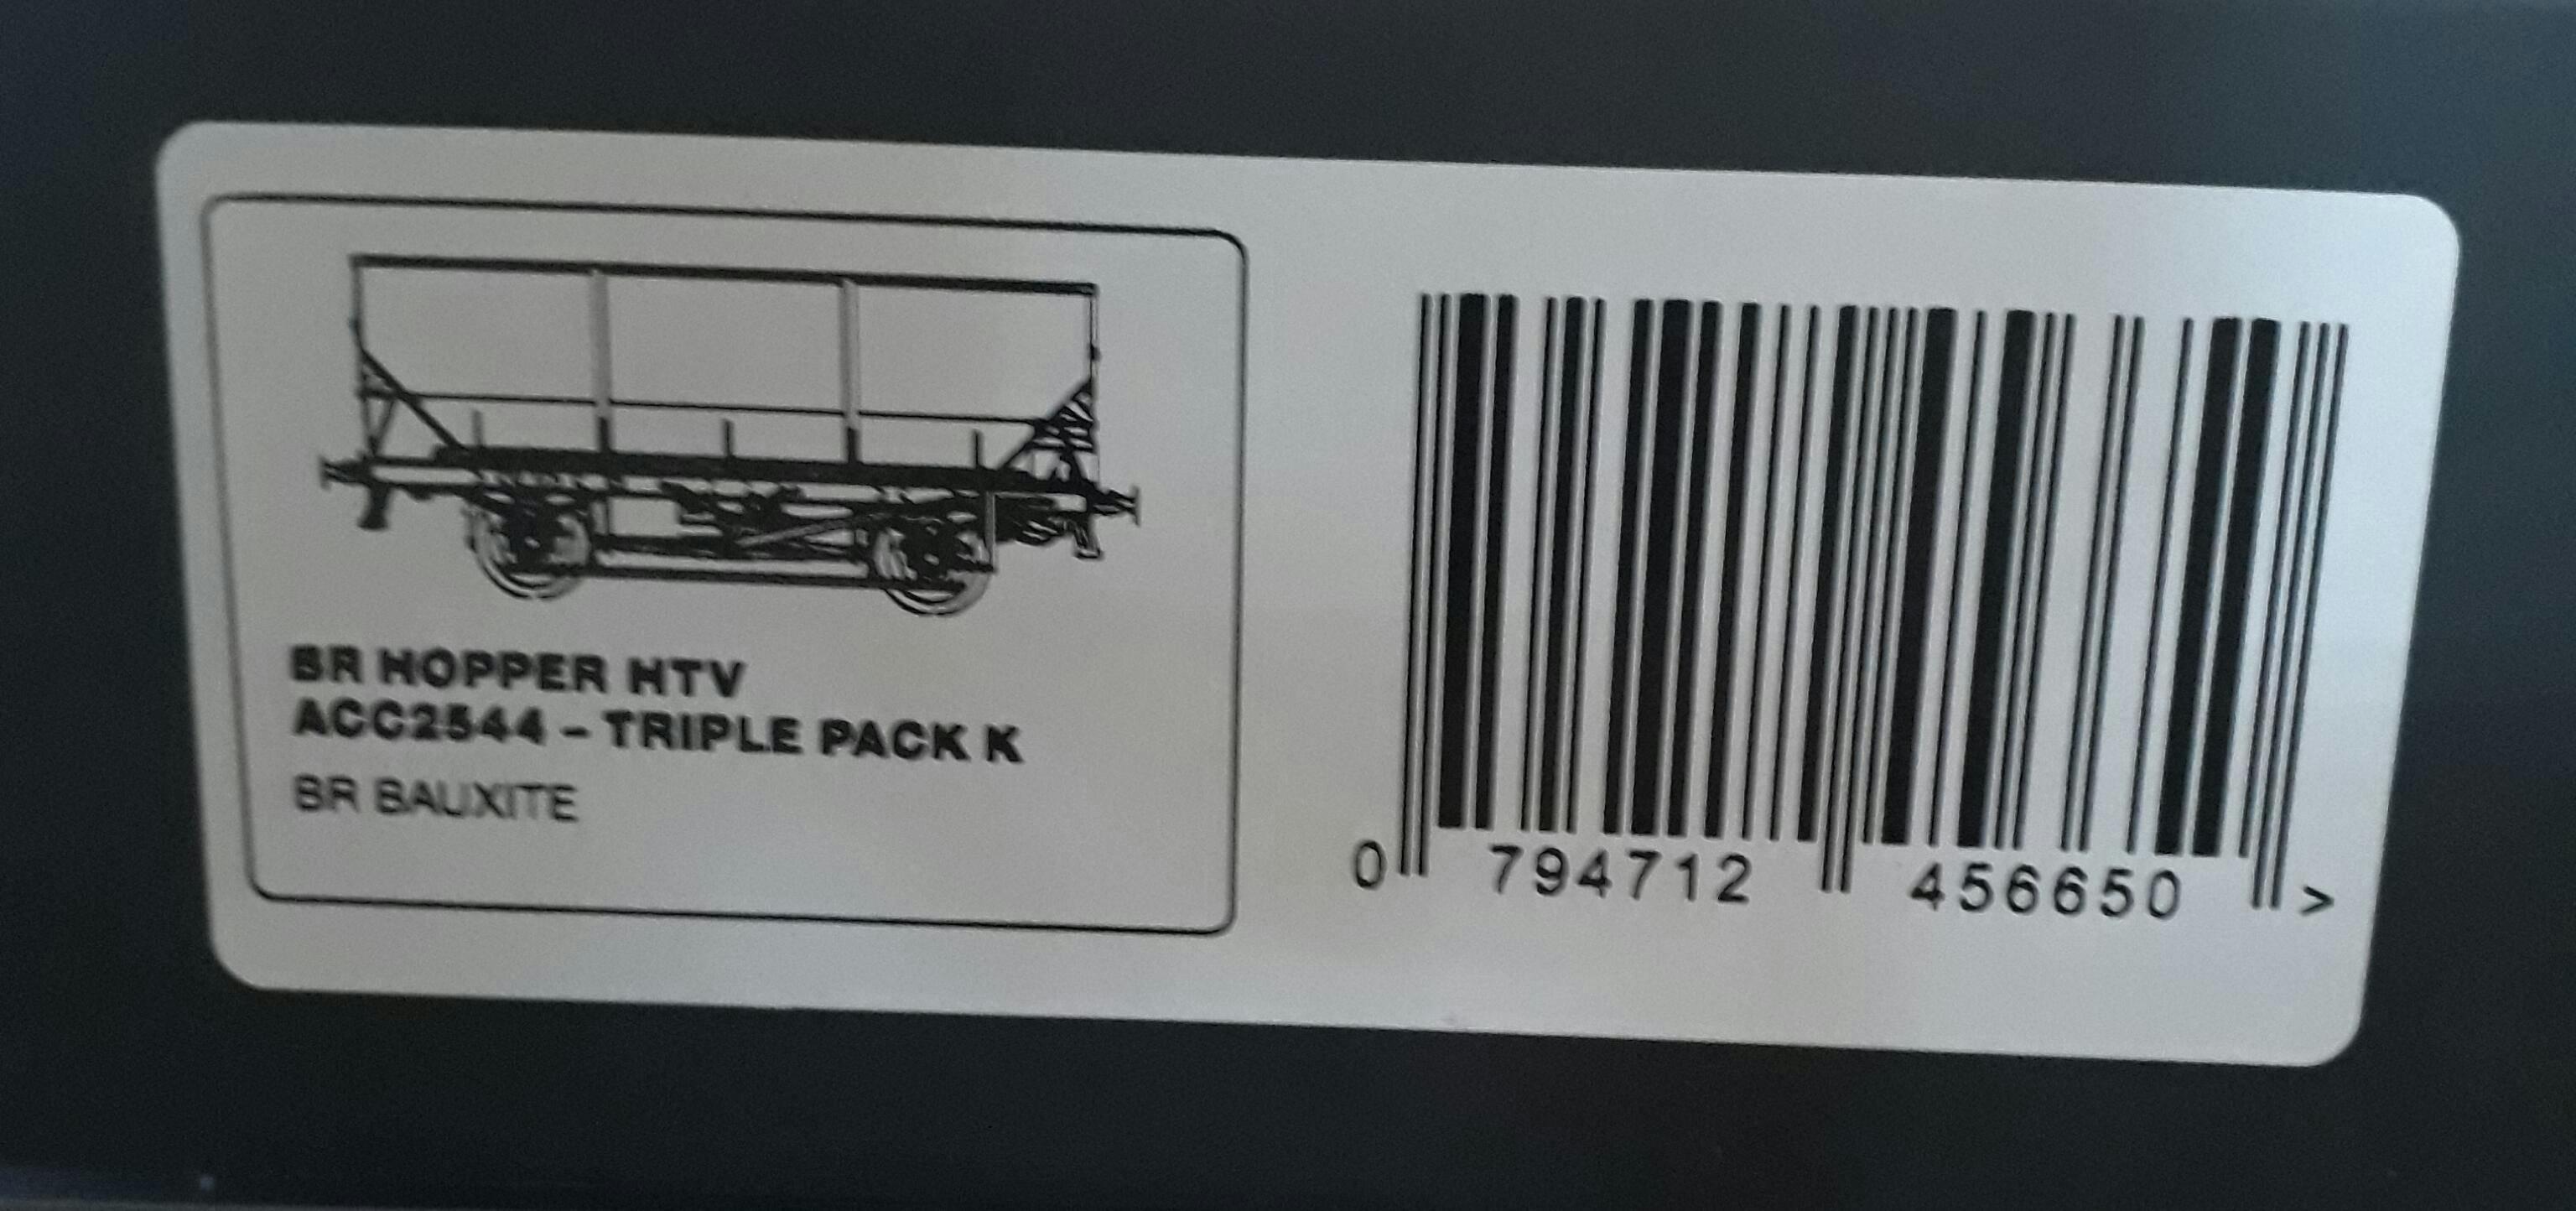 BR HOPPER HTV
ACC2544 - TRIPLE PACK K
BR BAUXITE
0 794712 456650 >